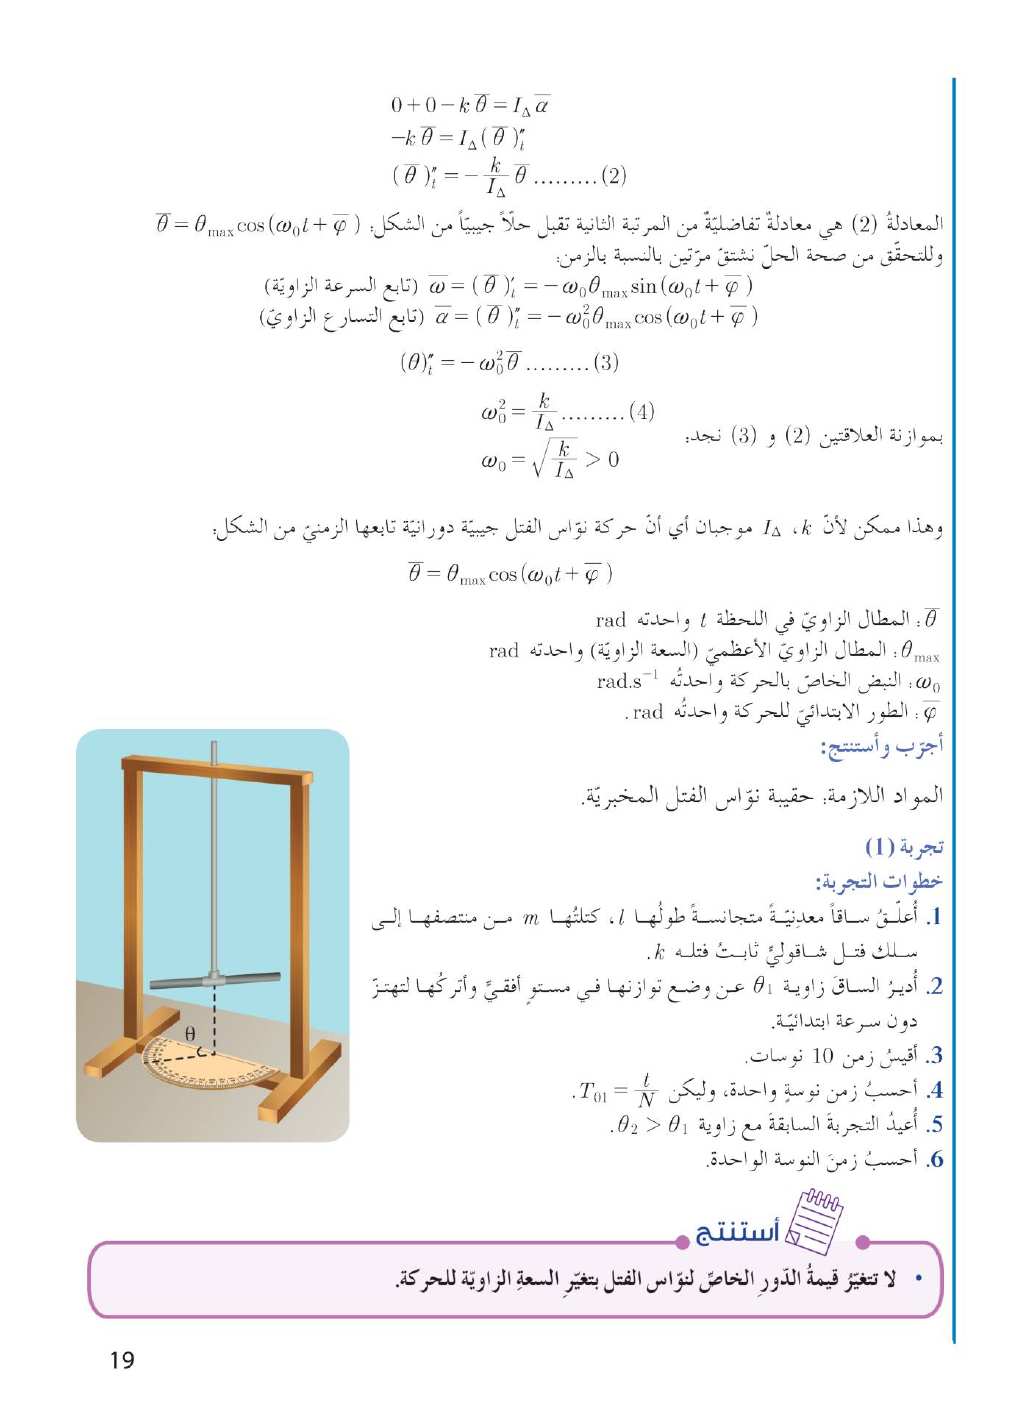 0 + 0 − k θ̅ = I_Δ α̅
−k θ̅ = I_Δ (θ̅)″_t
(θ̅)″_t = − k/I_Δ θ̅ .........(2)
المعادلةُ (2) هي معادلةٌ تفاضليّةٌ من المرتبة الثانية تقبل حلّاً جيبيّاً من الشكل: θ̅ = θ_max cos(ω₀t + φ̅)
وللتحقّق من صحة الحلّ نشتقّ مرّتين بالنسبة بالزمن:
(تابع السرعة الزاويّة) ω̅ = (θ̅)′_t = −ω₀θ_max sin(ω₀t + φ̅)
(تابع التسارع الزاويّ) α̅ = (θ̅)″_t = −ω₀²θ_max cos(ω₀t + φ̅)
(θ)″_t = −ω₀²θ̅ .........(3)
ω₀² = k/I_Δ .........(4)
بموازنة العلاقتين (2) و (3) نجد:
ω₀ = √(k/I_Δ) > 0
وهذا ممكن لأنّ k، I_Δ موجبان أي أنّ حركة نوّاس الفتل جيبيّة دورانيّة تابعها الزمنيّ من الشكل:
θ̅ = θ_max cos(ω₀t + φ̅)
θ̅: المطال الزاويّ في اللحظة t واحدته rad
θ_max: المطال الزاويّ الأعظميّ (السعة الزاويّة) واحدته rad
ω₀: النبض الخاصّ بالحركة واحدتُه rad.s⁻¹
φ̅: الطور الابتدائيّ للحركة واحدتُه rad.
أجرّب وأستنتج:
المواد اللازمة: حقيبة نوّاس الفتل المخبريّة.
تجربة (1)
خطوات التجربة:
1. أُعلّقُ ساقاً معدنيّةً متجانسةً طولُها l، كتلتُها m من منتصفها إلى
سلك فتل شاقوليٍّ ثابتُ فتله k.
2. أُديرُ الساقَ زاوية θ₁ عن وضع توازنها في مستوٍ أفقيٍّ وأتركُها لتهتزّ
دون سرعة ابتدائيّة.
3. أقيسُ زمن 10 نوسات.
4. أحسبُ زمن نوسةٍ واحدة، وليكن T₀₁ = t/N.
5. أُعيدُ التجربةَ السابقةَ مع زاوية θ₂ > θ₁.
6. أحسبُ زمنَ النوسة الواحدة.
θ
أستنتج
• لا تتغيّرُ قيمةُ الدّورِ الخاصِّ لنوّاس الفتل بتغيّرِ السعةِ الزاويّة للحركة.
19